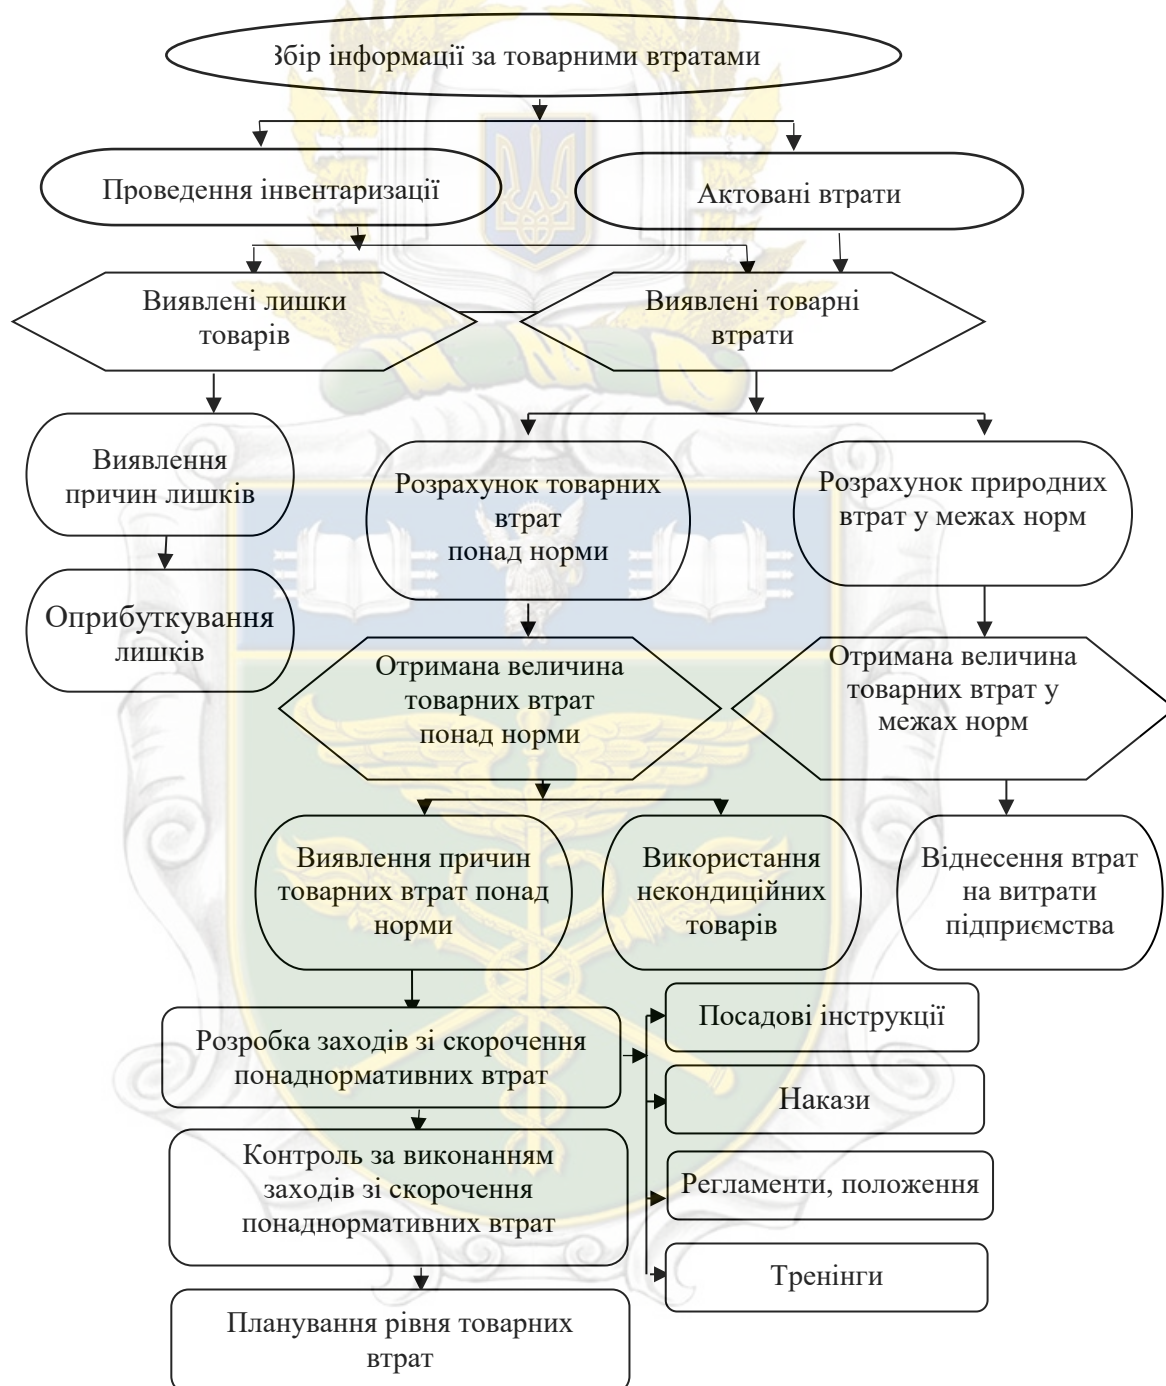 Збір інформації за товарними втратами
Проведення інвентаризації
Актовані втрати
Виявлені лишки
товарів
Виявлені товарні
втрати
Виявлення
причин лишків
Розрахунок товарних
втрат
понад норми
Розрахунок природних
втрат у межах норм
Оприбуткування
лишків
Отримана величина
товарних втрат
понад норми
Отримана величина
товарних втрат у
межах норм
Виявлення причин
товарних втрат понад
норми
Використання
некондиційних
товарів
Віднесення втрат
на витрати
підприємства
Розробка заходів зі скорочення
понаднормативних втрат
Посадові інструкції
Накази
Регламенти, положення
Тренінги
Контроль за виконанням
заходів зі скорочення
понаднормативних втрат
Планування рівня товарних
втрат